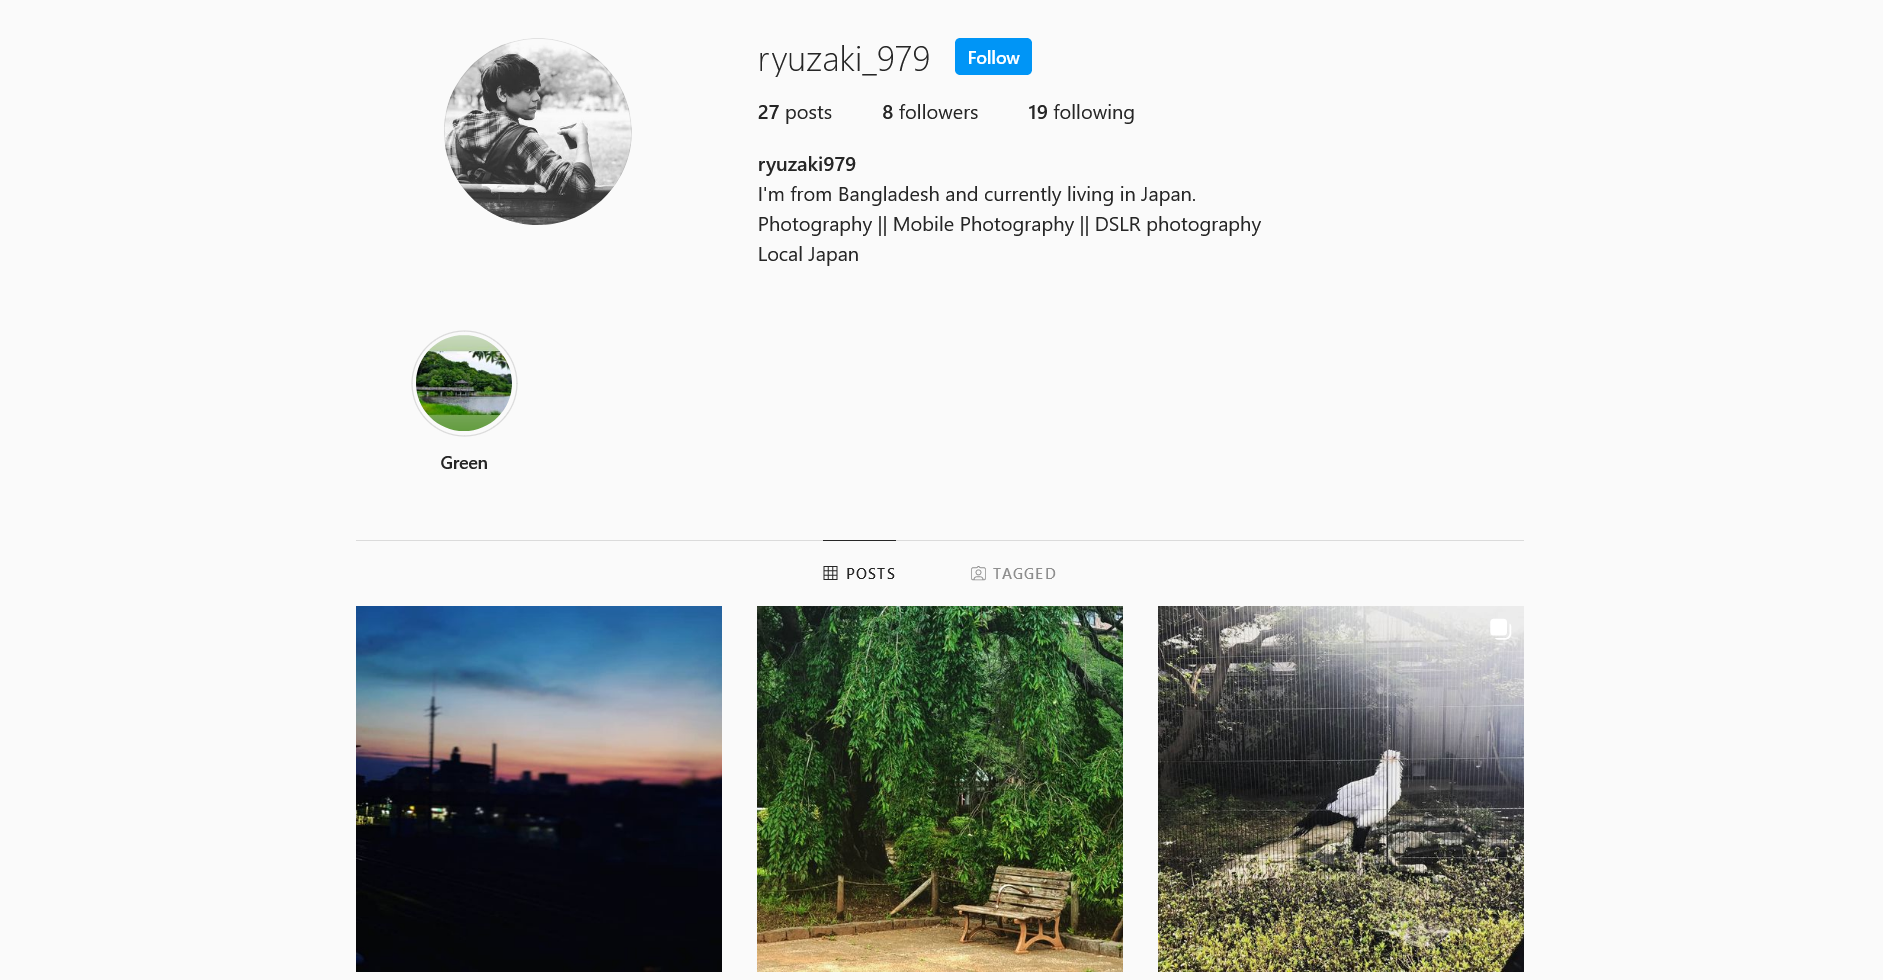 ryuzaki_979 Follow
27 posts 8 followers 19 following
ryuzaki979
I'm from Bangladesh and currently living in Japan.
Photography || Mobile Photography || DSLR photography
Local Japan
Green
POSTS TAGGED